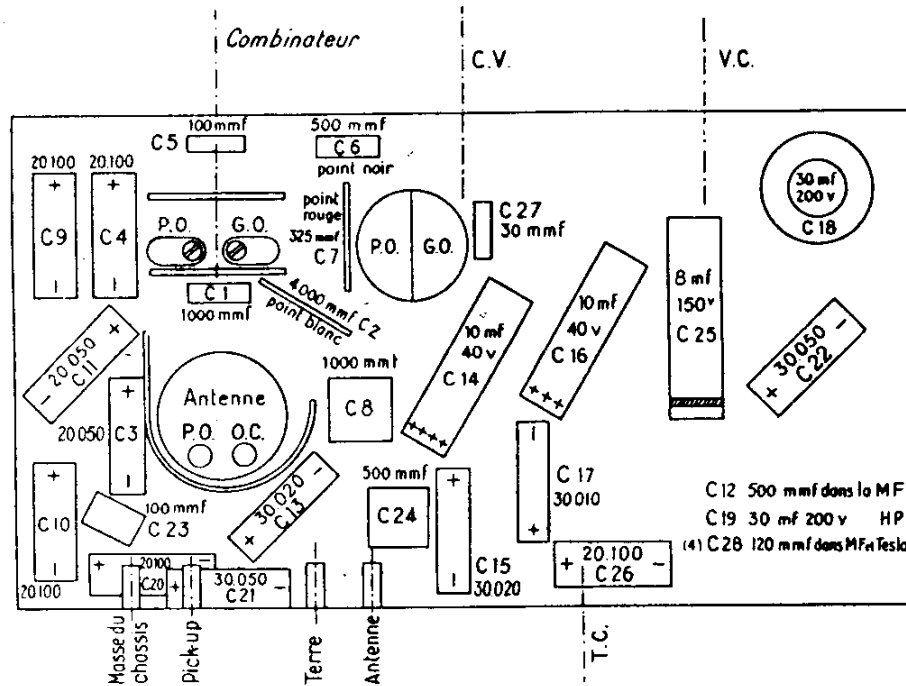 Combinateur
C.V.
V.C.
100 mmf
C5
500 mmf
C6
point noir
20.100
20.100
+
C9
−
+
C4
−
P.O.
G.O.
point
rouge
325 mmf
C7
P.O.
G.O.
C27
30 mmf
30 mf
200 v
C18
C1
1000 mmf
4000 mmf C2
point blanc
10 mf
40 v
C14
++++
10 mf
40 v
C16
+++
8 mf
150 v
C25
− 30.050 +
C22
− 20050 +
C11
+
C3
−
20050
Antenne
P.O.
O.C.
1000 mmf
C8
+
C10
−
20100
100 mmf
C23
+ 30.020 −
C13
500 mmf
C24
+
C15
−
30020
−
C17
+
30010
C12 500 mmf dans la MF
C19 30 mf 200 v HP
(4) C28 120 mmf dans MF et Tesla
+ 20100 −
C20
+ 30.050 −
C21
+ 20.100 −
C26
Masse du
chassis
Pick-up
Terre
Antenne
T.C.